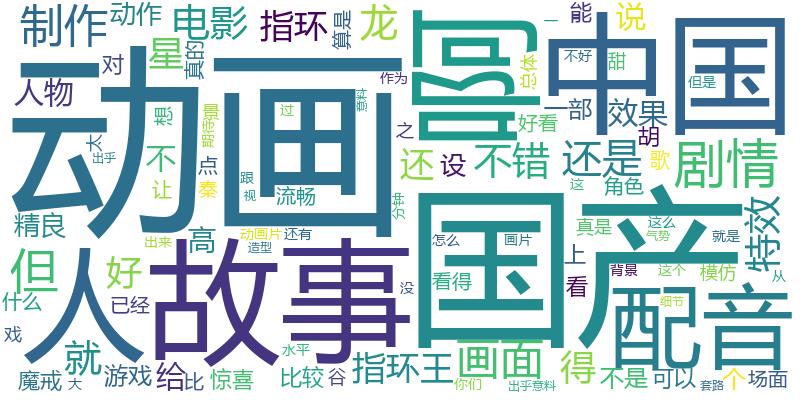 制作 动作 电影 指环 算是 龙 啊 一 能 说
动画 中国
星 真的 不好 甜 总体 但是
人物 对 作为 意料 一部 效果
想 过 期待 景 之 好看 胡
太 出乎 不 点 还 设 不错 还是 歌 剧情
让 秦 跟 视 流畅 分钟 这 角色
人 故事 国产
精良 高 动画片 还有 真是 这么 特效
出来 造型 怎么 画片 气势 就是
但 好 没 看得 上 背景 这个 模仿 从
什么 已经 看 配音 细节
戏 就 水平 画面
魔戒 大 游戏 给 比 惊喜 比较 谷 指环王 你们 出乎意料 得 不是 可以 套路 个 场面